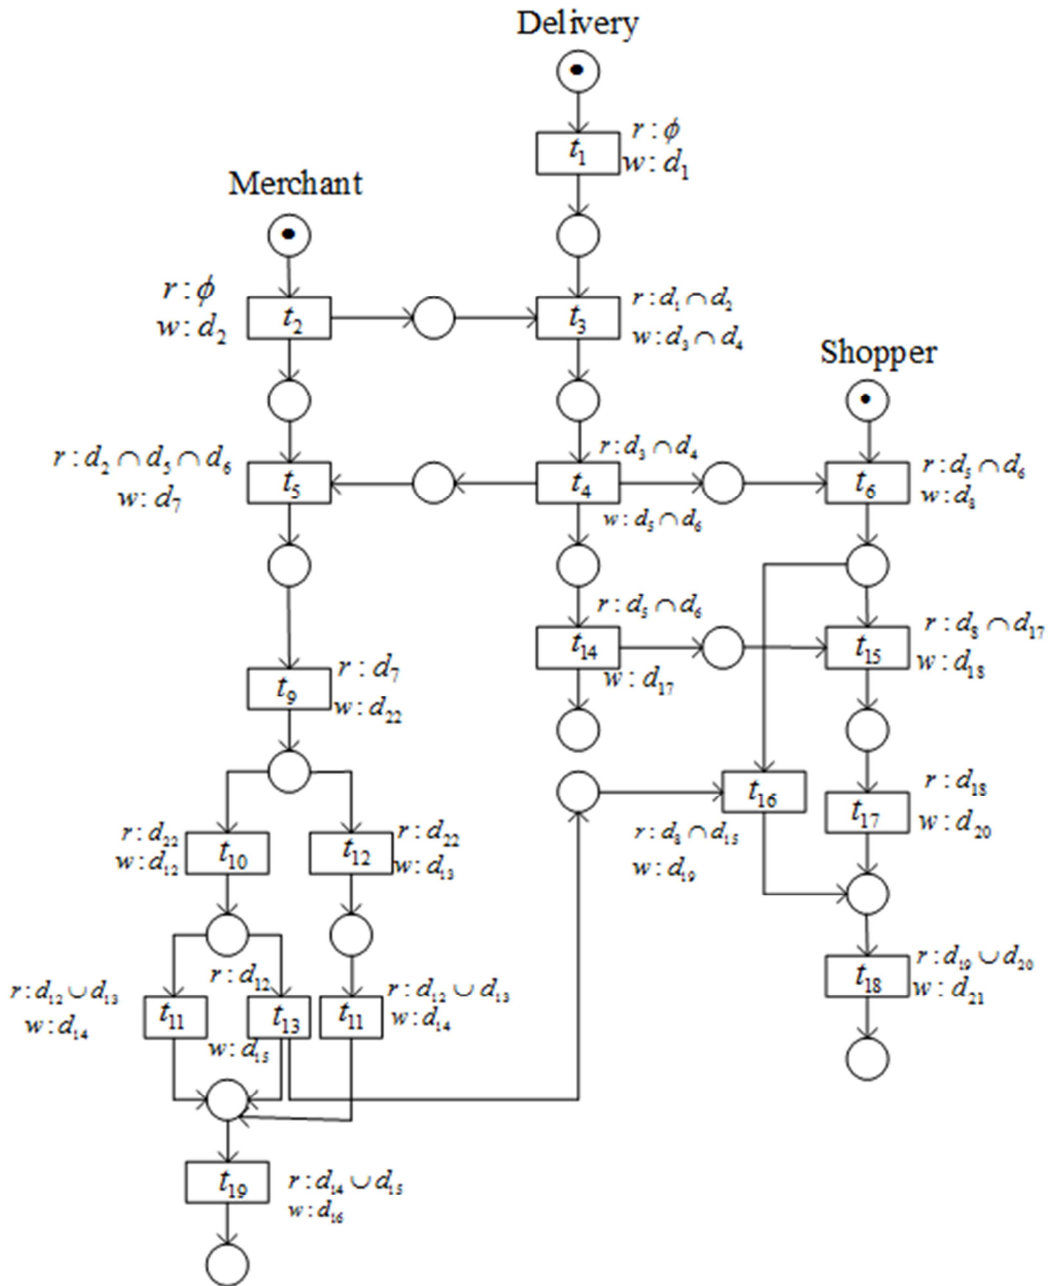 Delivery
t₁
r : ϕ
w : d₁
Merchant
r : ϕ
w : d₂
t₂
t₃
r : d₁ ∩ d₂
w : d₃ ∩ d₄
Shopper
r : d₂ ∩ d₅ ∩ d₆
w : d₇
t₅
t₄
r : d₃ ∩ d₄
w : d₅ ∩ d₆
t₆
r : d₅ ∩ d₆
w : d₈
t₁₄
r : d₅ ∩ d₆
w : d₁₇
t₁₅
r : d₈ ∩ d₁₇
w : d₁₈
t₉
r : d₇
w : d₂₂
t₁₆
r : d₈ ∩ d₁₅
w : d₁₉
t₁₇
r : d₁₈
w : d₂₀
r : d₂₂
w : d₁₂
t₁₀
t₁₂
r : d₂₂
w : d₁₃
r : d₁₂ ∪ d₁₃
w : d₁₄
t₁₁
r : d₁₂
t₁₃
w : d₁₅
t₁₁
r : d₁₂ ∪ d₁₃
w : d₁₄
t₁₈
r : d₁₉ ∪ d₂₀
w : d₂₁
t₁₉
r : d₁₄ ∪ d₁₅
w : d₁₆